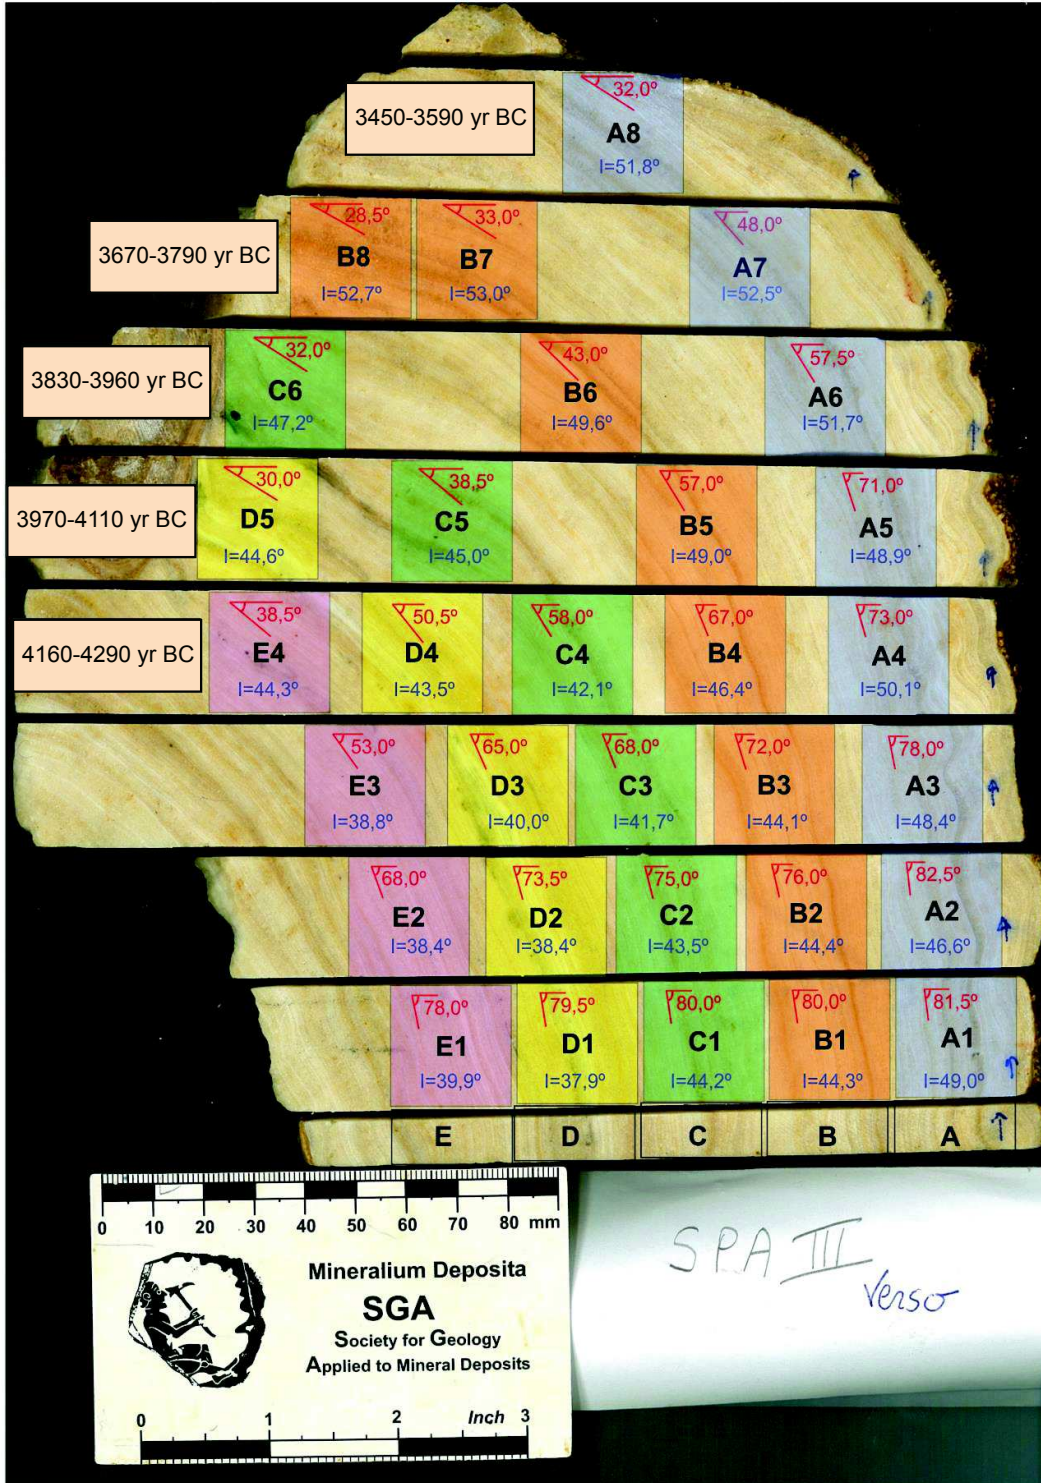 32,0º
3450-3590 yr BC
A8
I=51,8º
28,5º 33,0º 48,0º
3670-3790 yr BC
B8 B7 A7
I=52,7º I=53,0º I=52,5º
32,0º 43,0º 57,5º
3830-3960 yr BC
C6 B6 A6
I=47,2º I=49,6º I=51,7º
30,0º 38,5º 57,0º 71,0º
3970-4110 yr BC
D5 C5 B5 A5
I=44,6º I=45,0º I=49,0º I=48,9º
38,5º 50,5º 58,0º 67,0º 73,0º
4160-4290 yr BC
E4 D4 C4 B4 A4
I=44,3º I=43,5º I=42,1º I=46,4º I=50,1º
53,0º 65,0º 68,0º 72,0º 78,0º
E3 D3 C3 B3 A3
I=38,8º I=40,0º I=41,7º I=44,1º I=48,4º
68,0º 73,5º 75,0º 76,0º 82,5º
E2 D2 C2 B2 A2
I=38,4º I=38,4º I=43,5º I=44,4º I=46,6º
78,0º 79,5º 80,0º 80,0º 81,5º
E1 D1 C1 B1 A1
I=39,9º I=37,9º I=44,2º I=44,3º I=49,0º
E D C B A
0 10 20 30 40 50 60 70 80 mm
Mineralium Deposita
SGA
Society for Geology
Applied to Mineral Deposits
0 1 2 Inch 3
SPA III
Verso